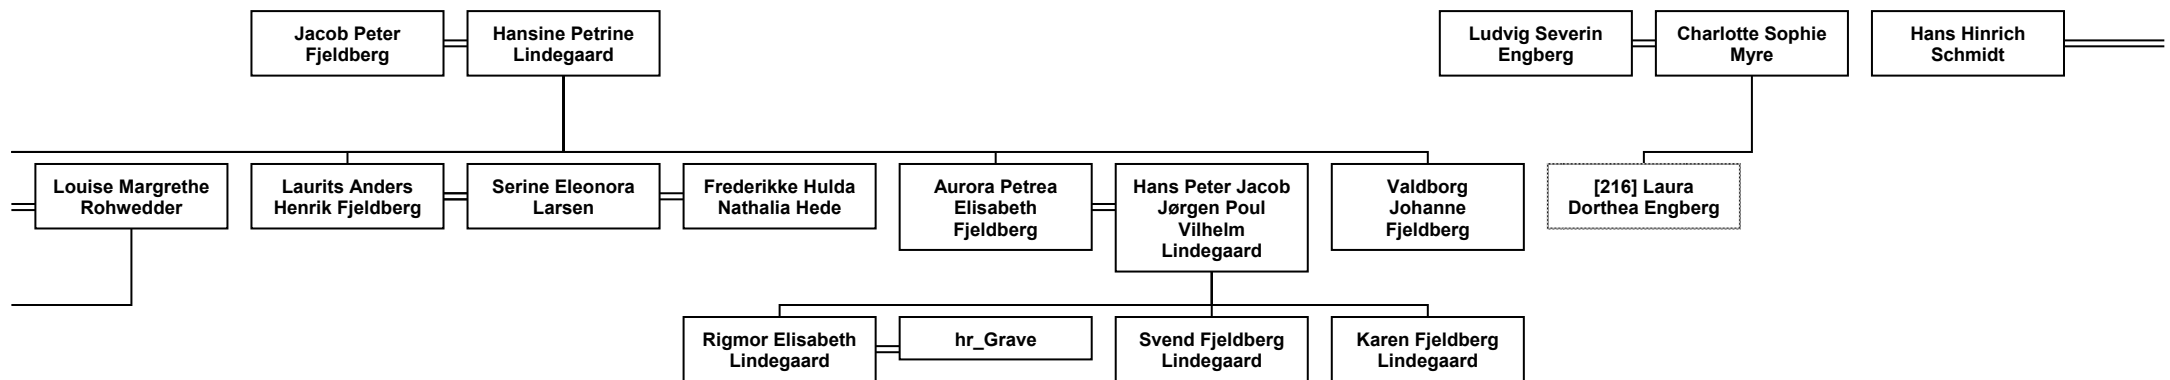 Jacob Peter
Fjeldberg
Hansine Petrine
Lindegaard
Ludvig Severin
Engberg
Charlotte Sophie
Myre
Hans Hinrich
Schmidt
Louise Margrethe
Rohwedder
Laurits Anders
Henrik Fjeldberg
Serine Eleonora
Larsen
Frederikke Hulda
Nathalia Hede
Aurora Petrea
Elisabeth
Fjeldberg
Hans Peter Jacob
Jørgen Poul
Vilhelm
Lindegaard
Valdborg
Johanne
Fjeldberg
[216] Laura
Dorthea Engberg
Rigmor Elisabeth
Lindegaard
hr_Grave
Svend Fjeldberg
Lindegaard
Karen Fjeldberg
Lindegaard